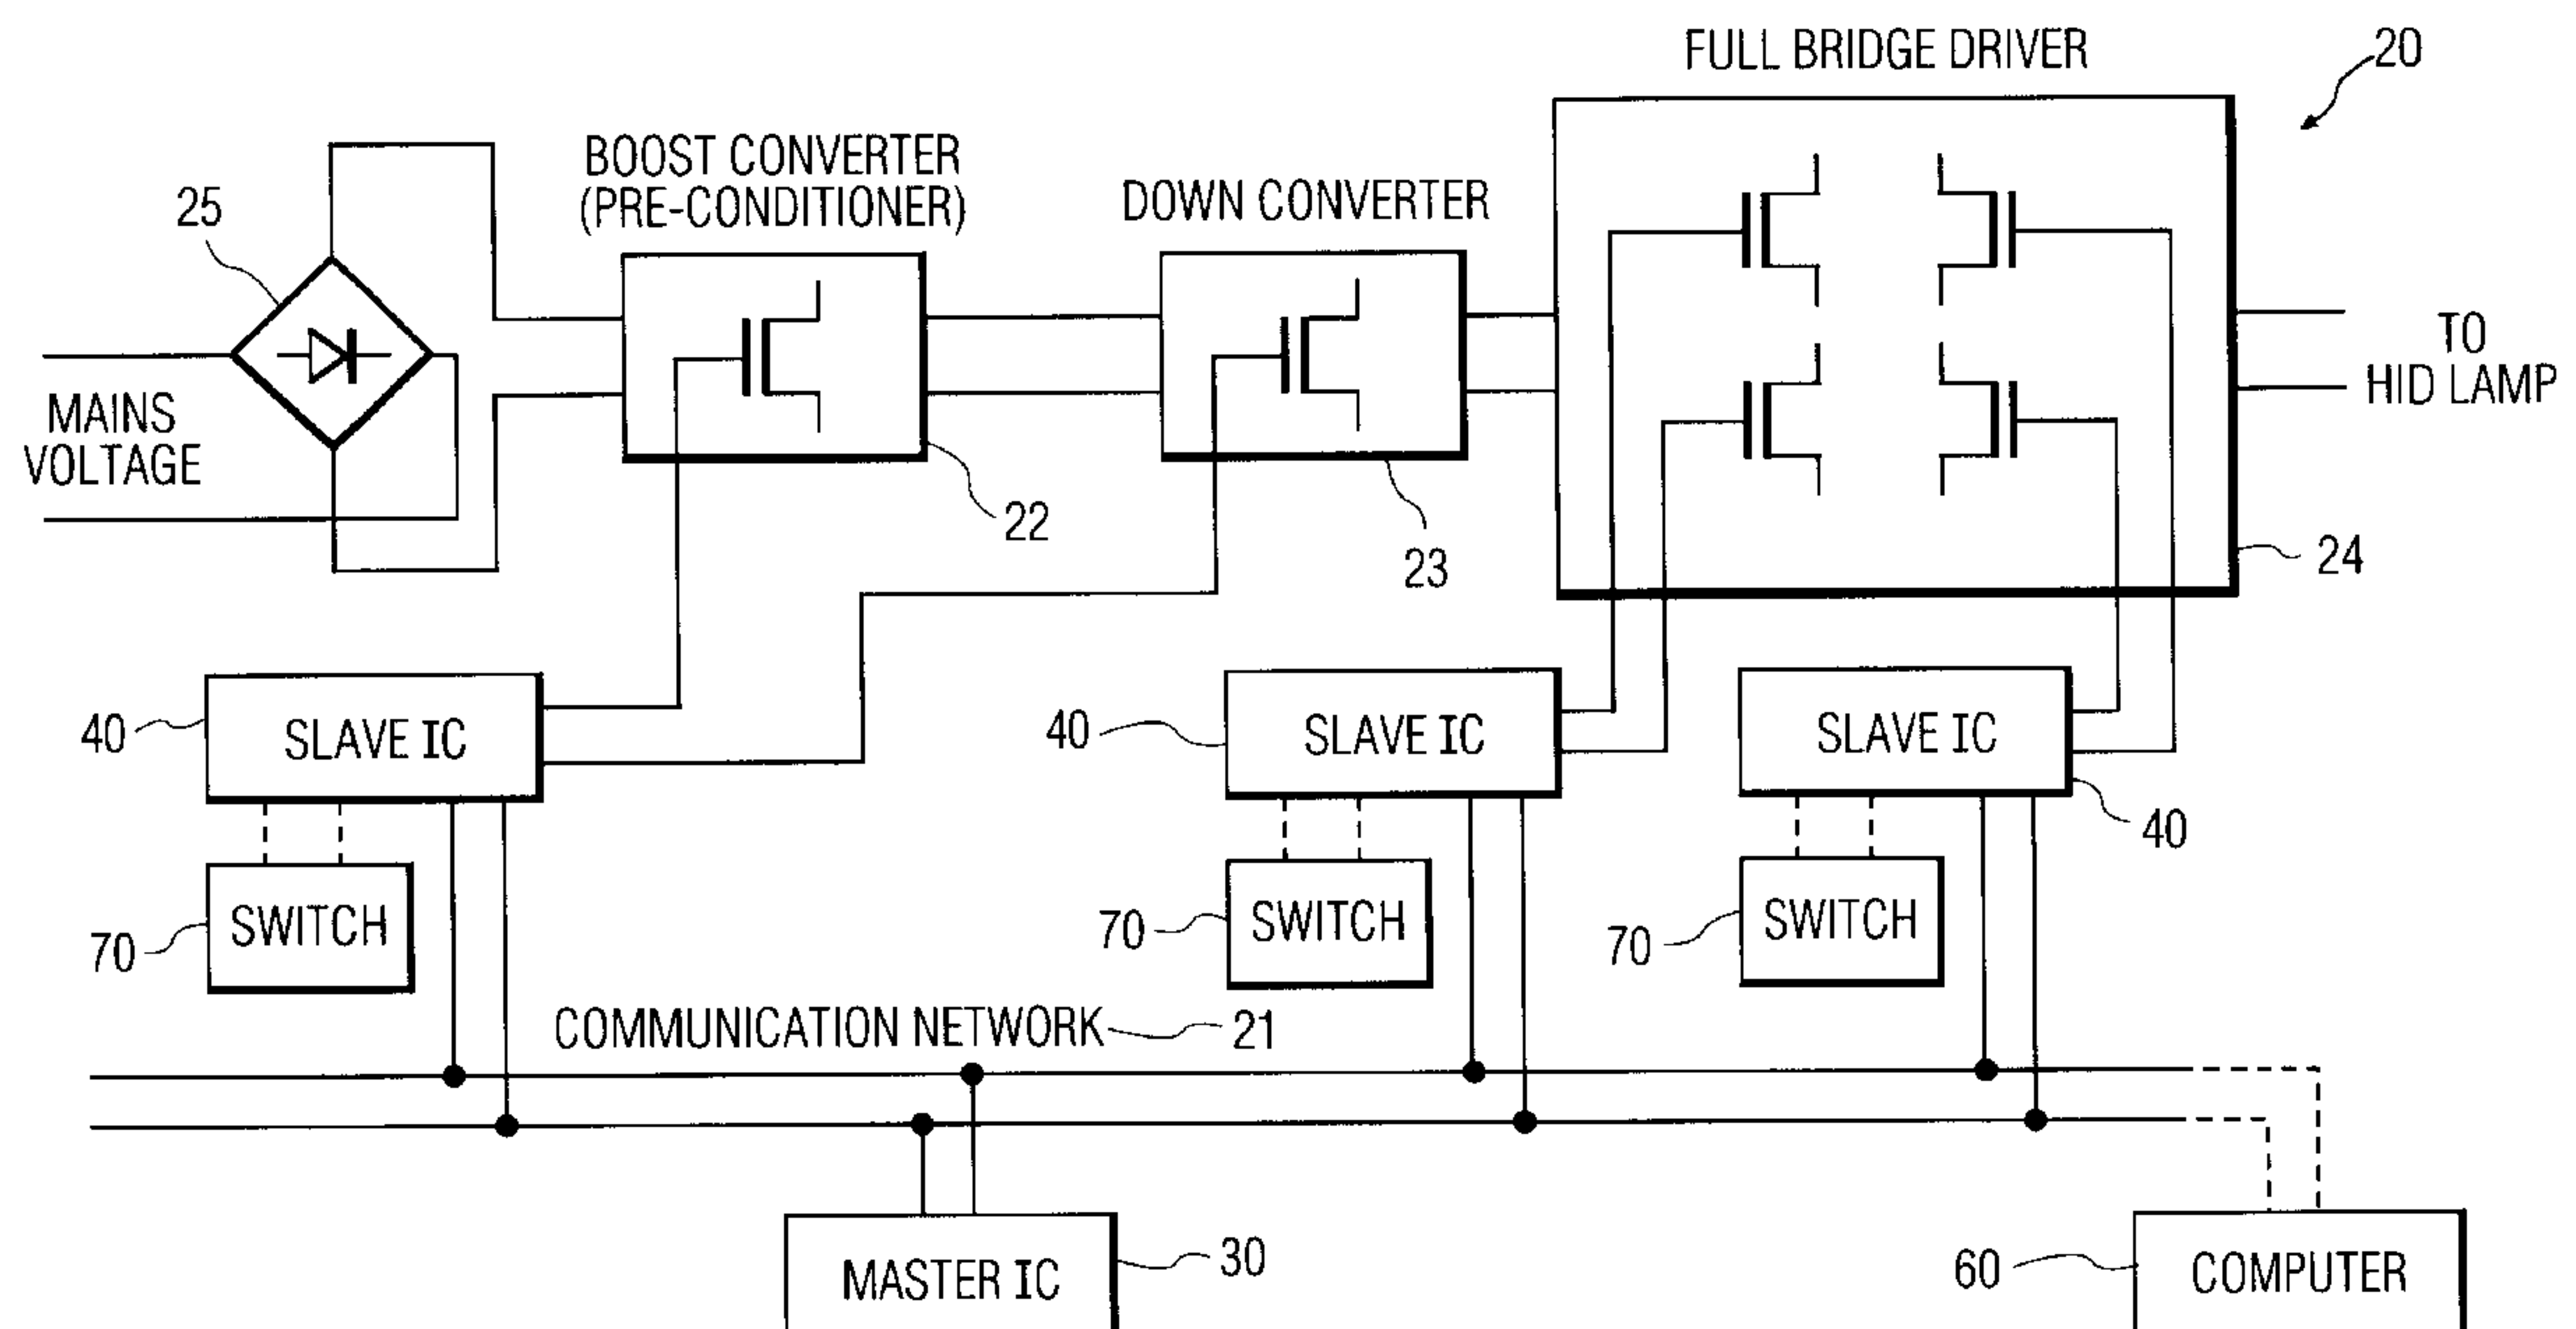 FULL BRIDGE DRIVER
20
BOOST CONVERTER
(PRE-CONDITIONER)
DOWN CONVERTER
25
MAINS
VOLTAGE
TO
HID LAMP
22
23
24
40
SLAVE IC
40
SLAVE IC
SLAVE IC
40
70
SWITCH
70
SWITCH
70
SWITCH
COMMUNICATION NETWORK
21
MASTER IC
30
60
COMPUTER